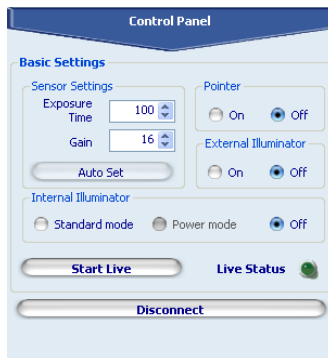 Control Panel
Basic Settings
Sensor Settings
Exposure
Time
100
Gain
16
Auto Set
Pointer
On
Off
External Illuminator
On
Off
Internal Illuminator
Standard mode
Power mode
Off
Start Live
Live Status
Disconnect